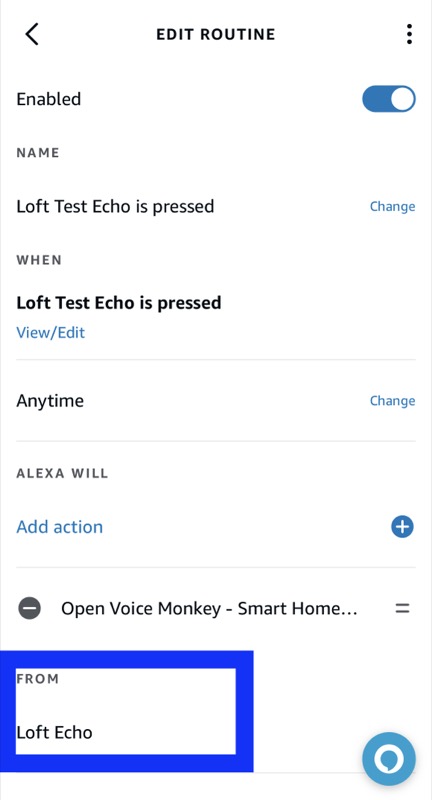 EDIT ROUTINE
Enabled
NAME
Loft Test Echo is pressed
Change
WHEN
Loft Test Echo is pressed
View/Edit
Anytime
Change
ALEXA WILL
Add action
Open Voice Monkey - Smart Home...
FROM
Loft Echo